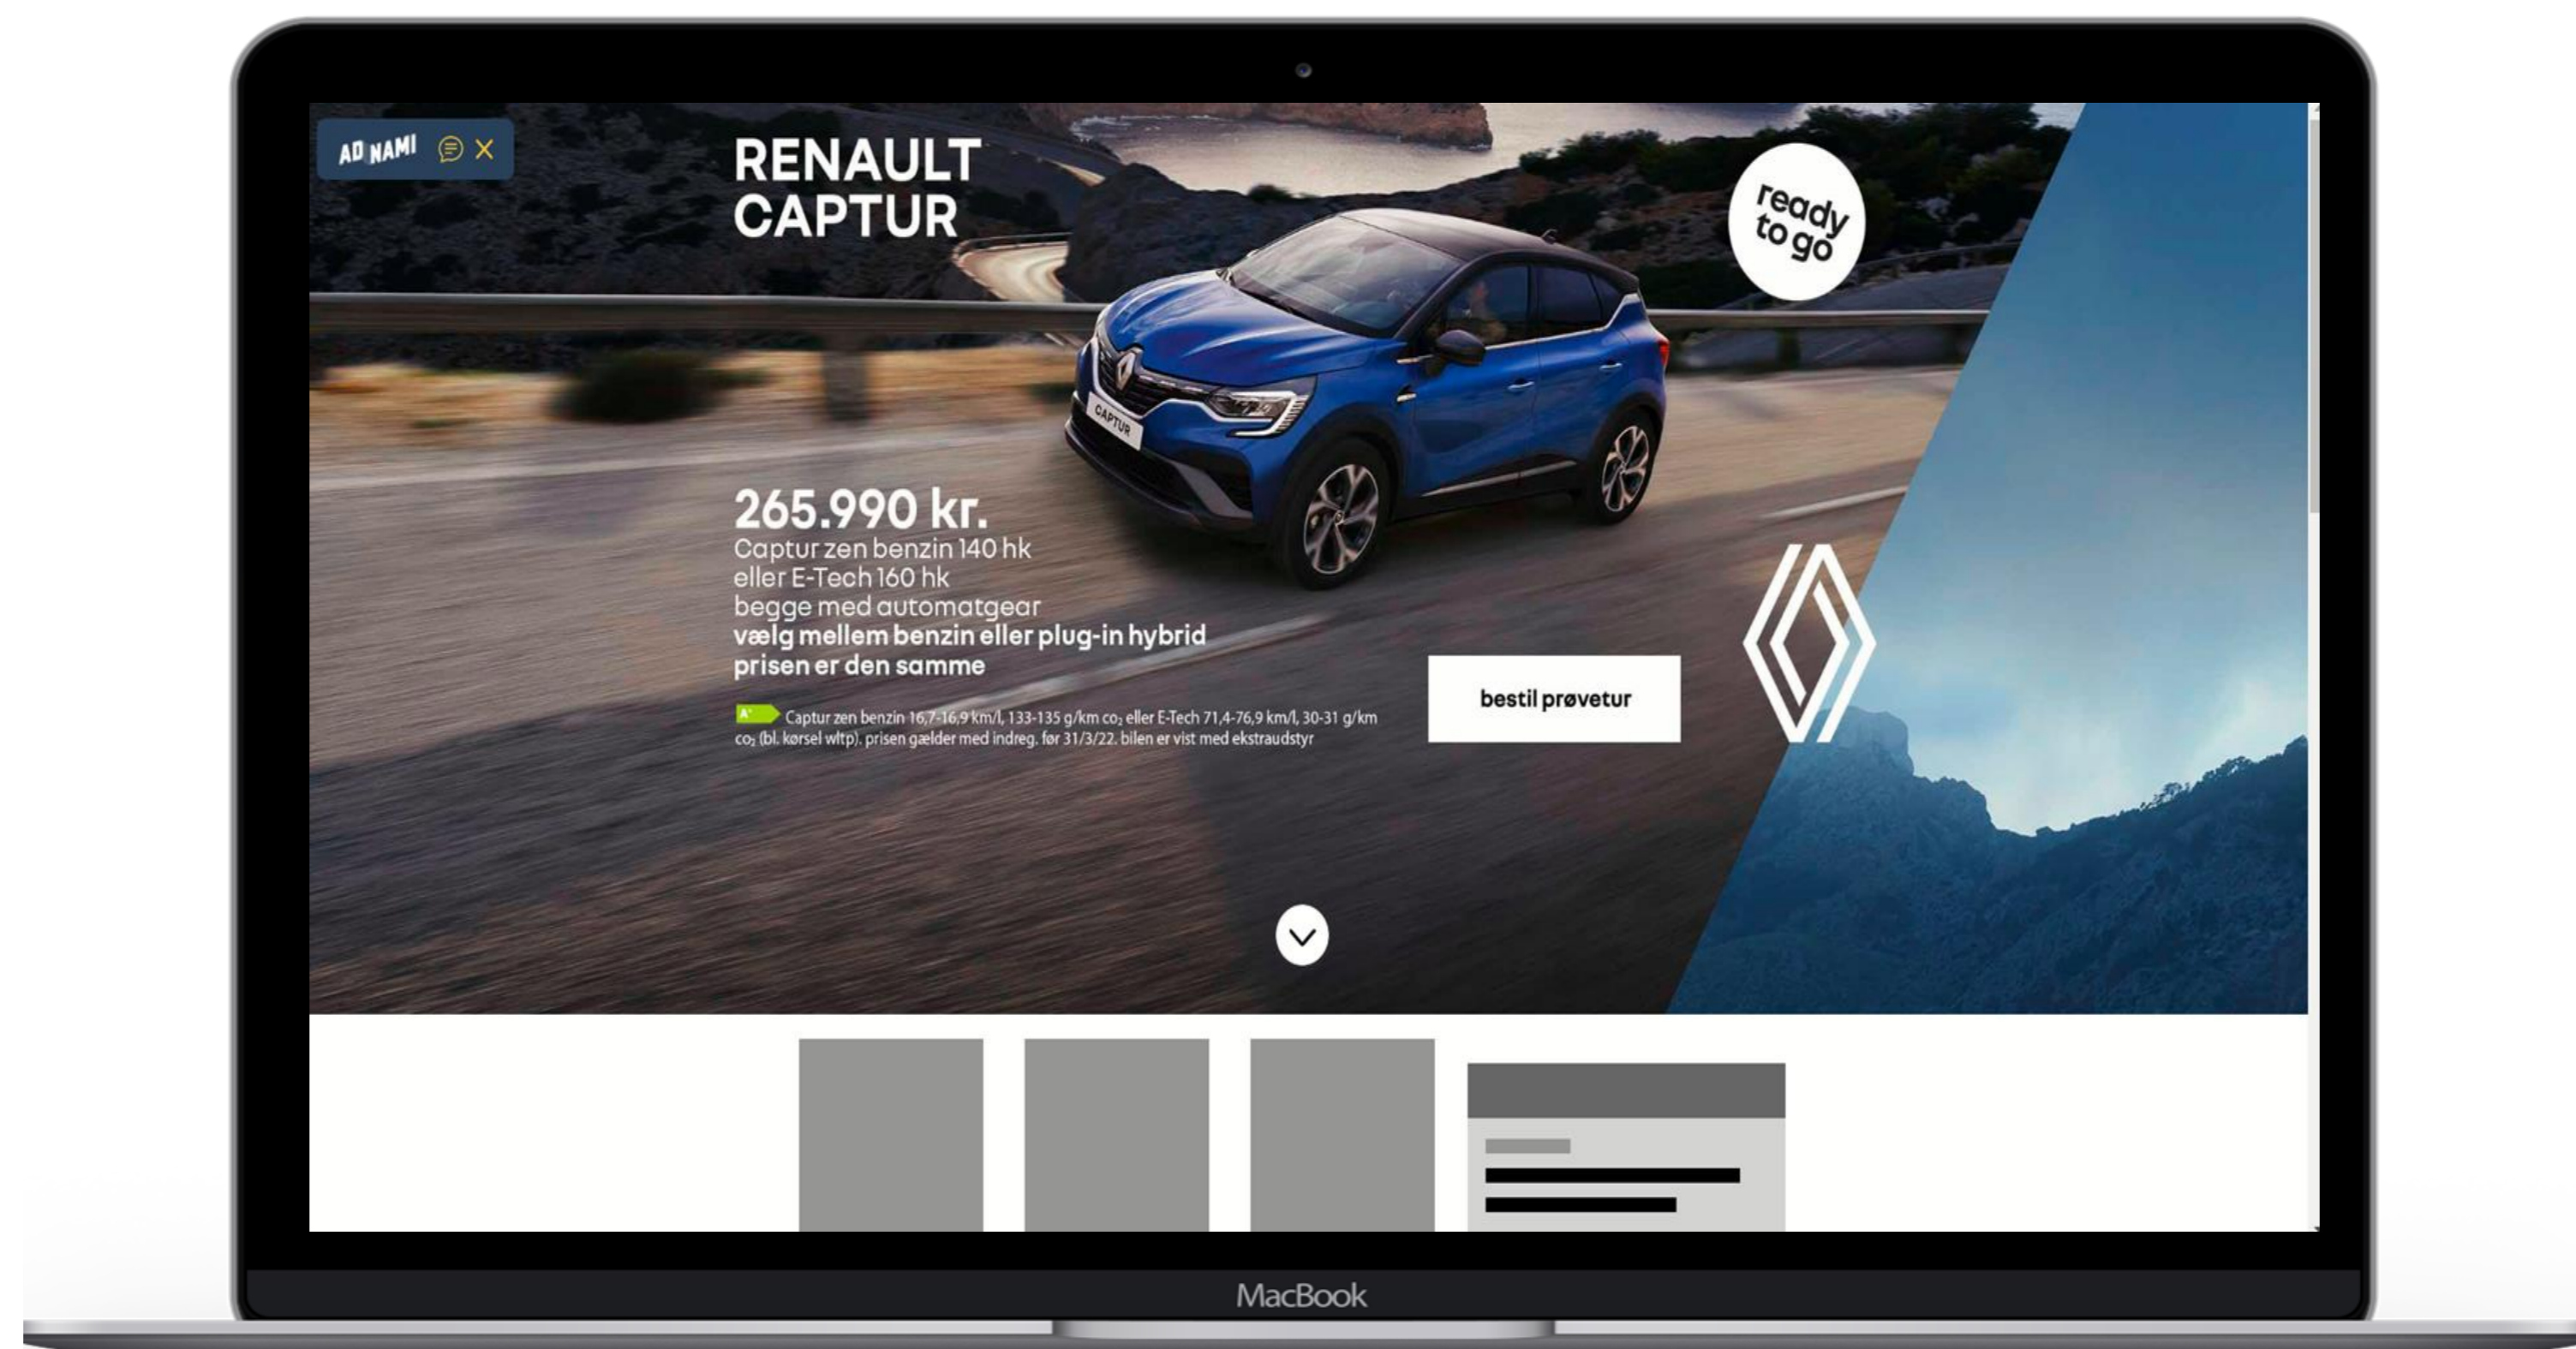 AD NAMI
RENAULT
CAPTUR
ready
to go
CAPTUR
265.990 kr.
Captur zen benzin 140 hk
eller E-Tech 160 hk
begge med automatgear
vælg mellem benzin eller plug-in hybrid
prisen er den samme
bestil prøvetur
A⁺ Captur zen benzin 16,7-16,9 km/l, 133-135 g/km co₂ eller E-Tech 71,4-76,9 km/l, 30-31 g/km
co₂ (bl. kørsel wltp). prisen gælder med indreg. før 31/3/22. bilen er vist med ekstraudstyr
MacBook